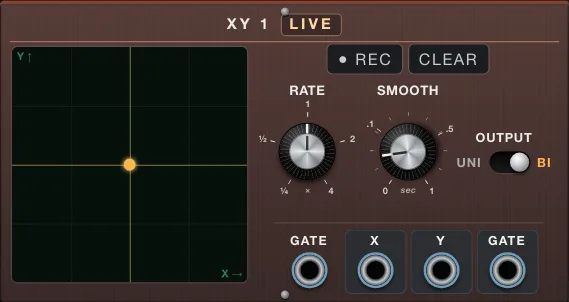 XY 1 LIVE
Y ↑
X →
● REC
CLEAR
RATE
1
½
2
¼
×
4
SMOOTH
.1
.5
0
sec
1
OUTPUT
UNI
BI
GATE
X
Y
GATE